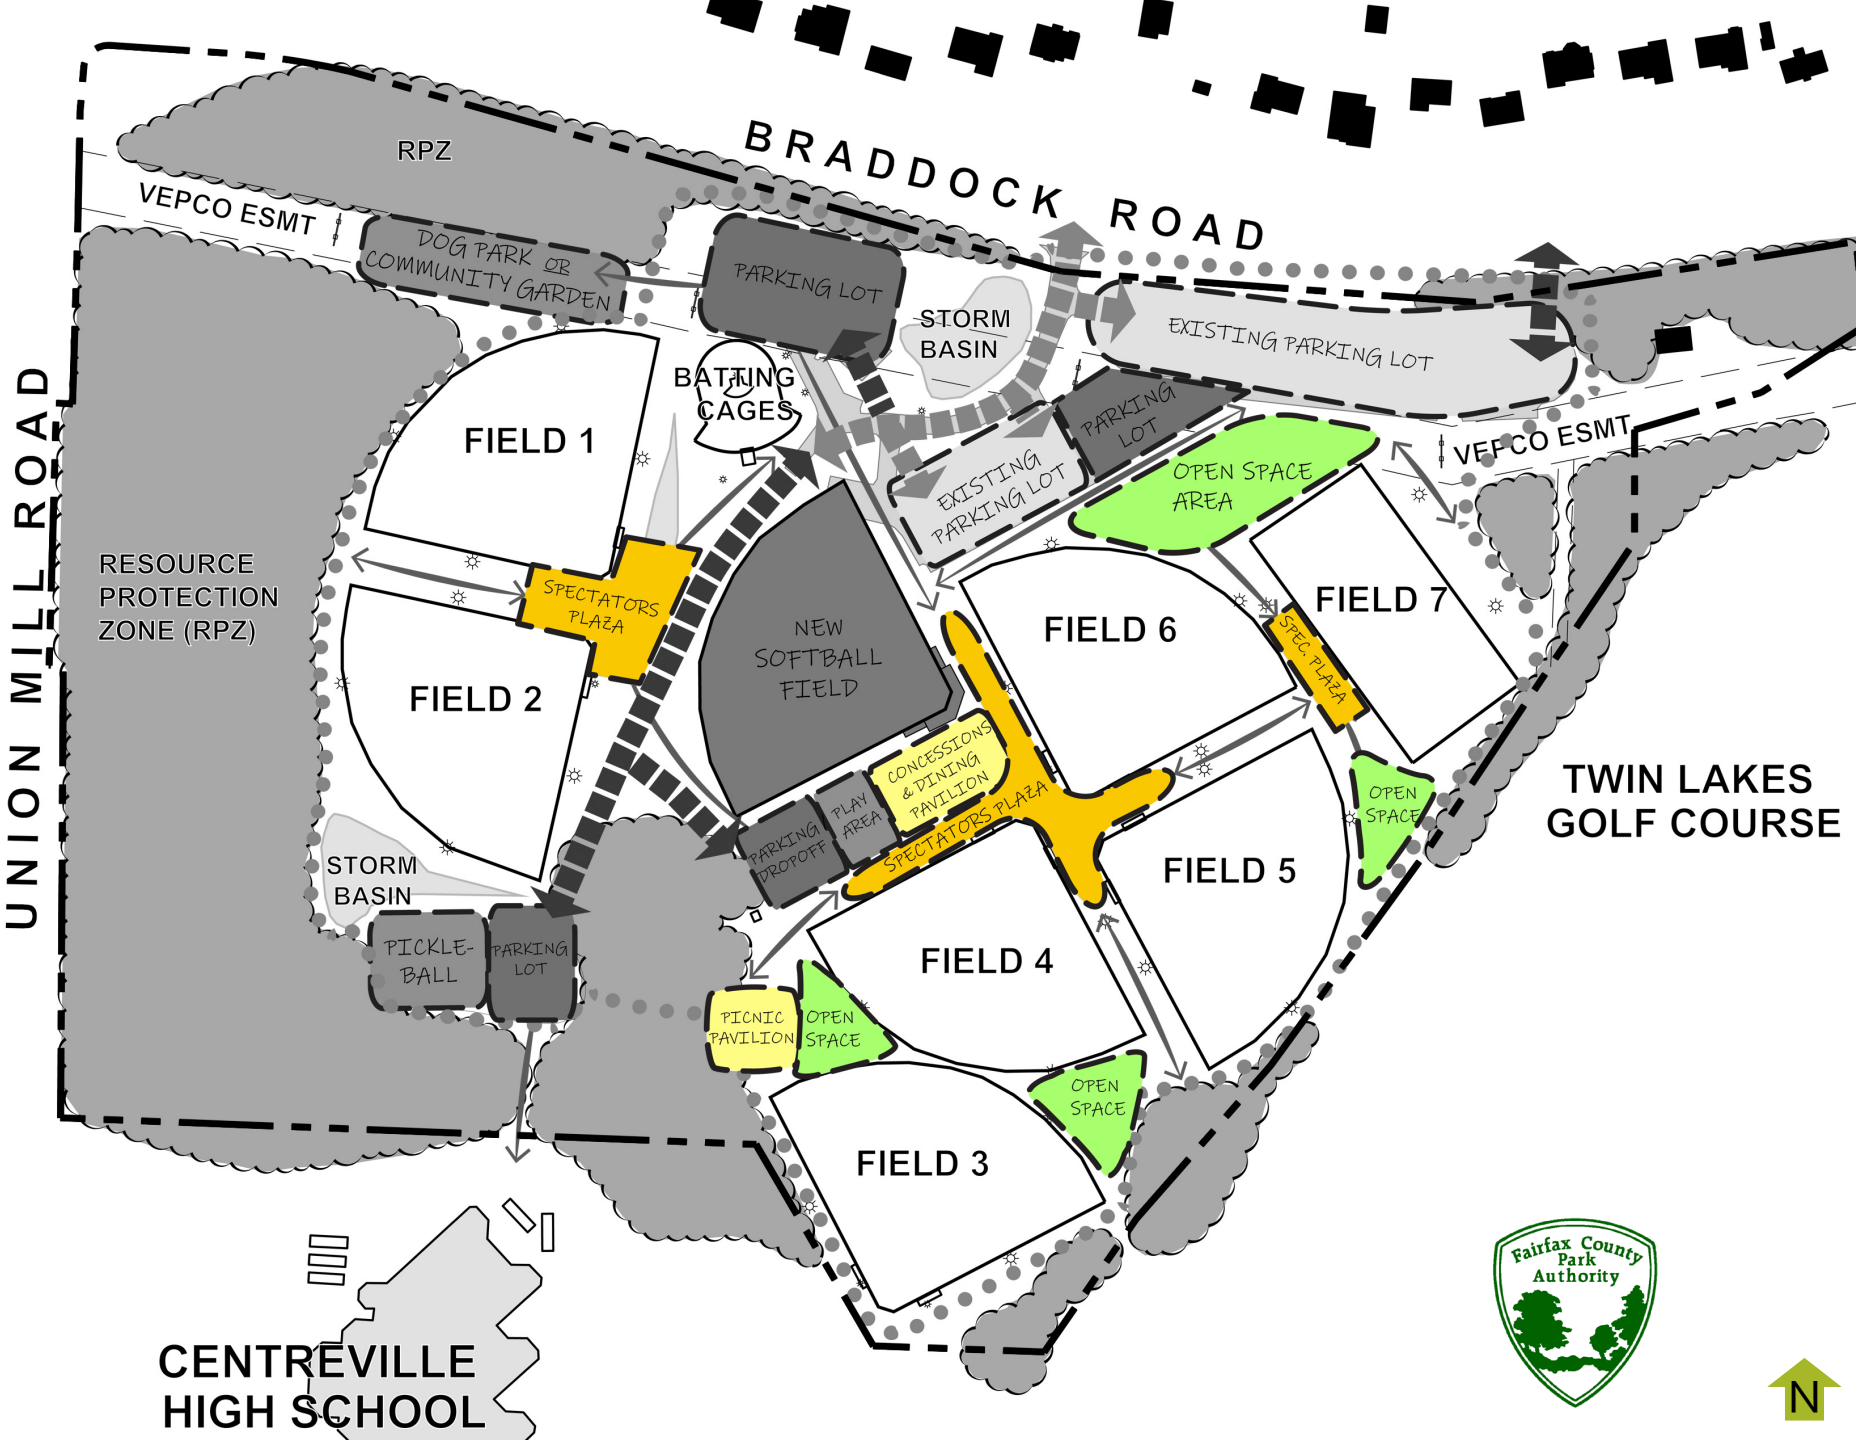 BRADDOCK ROAD
RPZ
VEPCO ESMT
DOG PARK OR
COMMUNITY GARDEN
PARKING LOT
STORM
BASIN
EXISTING PARKING LOT
BATTING
CAGES
PARKING
LOT
VEPCO ESMT
FIELD 1
EXISTING
PARKING LOT
OPEN SPACE
AREA
UNION MILL ROAD
RESOURCE
PROTECTION
ZONE (RPZ)
SPECTATORS
PLAZA
NEW
SOFTBALL
FIELD
FIELD 6
FIELD 7
SPEC. PLAZA
FIELD 2
CONCESSIONS
& DINING
PAVILION
SPECTATORS PLAZA
PLAY
AREA
PARKING
DROPOFF
OPEN
SPACE
TWIN LAKES
GOLF COURSE
STORM
BASIN
FIELD 5
PICKLE-
BALL
PARKING
LOT
FIELD 4
PICNIC
PAVILION
OPEN
SPACE
OPEN
SPACE
FIELD 3
CENTREVILLE
HIGH SCHOOL
Fairfax County
Park
Authority
N